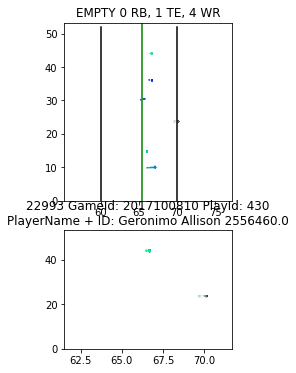 EMPTY 0 RB, 1 TE, 4 WR
50
40
30
20
10
0
60 65 70 75
22993 GameId: 2017100810 PlayId: 430
PlayerName + ID: Geronimo Allison 2556460.0
40
20
0
62.5 65.0 67.5 70.0